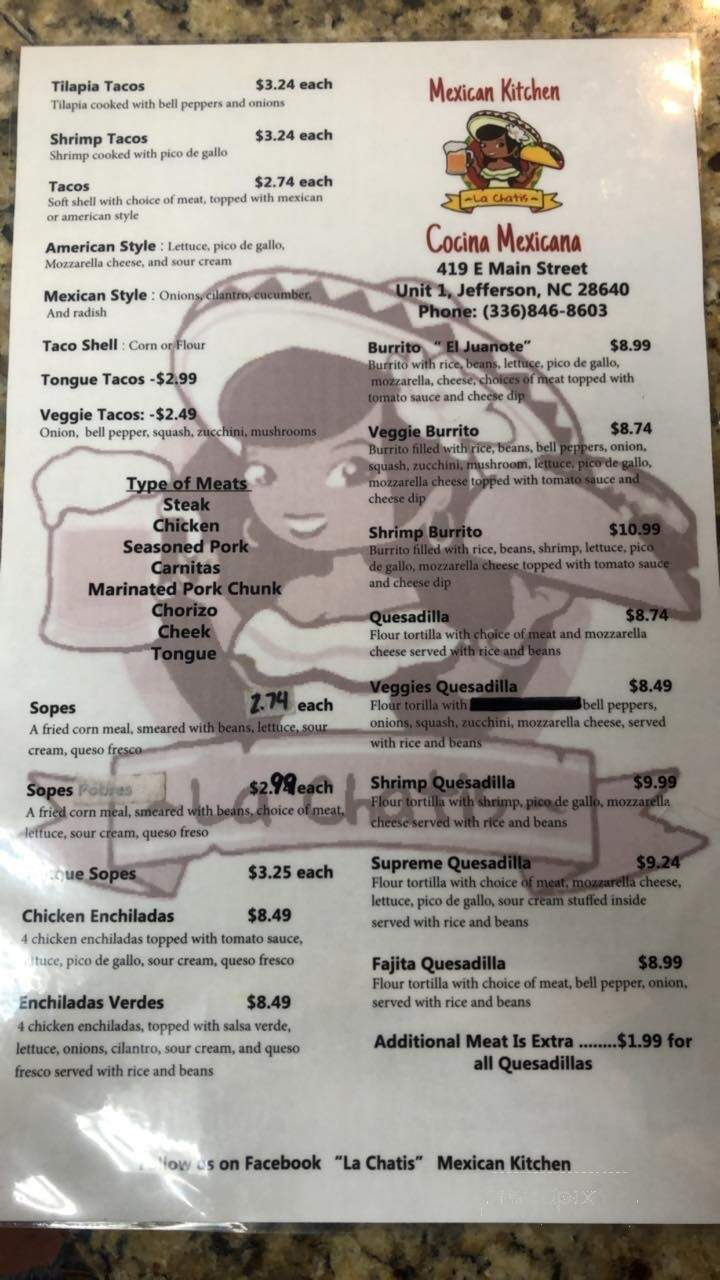 Tilapia Tacos $3.24 each
Tilapia cooked with bell peppers and onions
Shrimp Tacos $3.24 each
Shrimp cooked with pico de gallo
Tacos $2.74 each
Soft shell with choice of meat, topped with mexican
or american style
American Style : Lettuce, pico de gallo,
Mozzarella cheese, and sour cream
Mexican Style : Onions, cilantro, cucumber,
And radish
Taco Shell : Corn or Flour
Tongue Tacos -$2.99
Veggie Tacos: -$2.49
Onion, bell pepper, squash, zucchini, mushrooms
Type of Meats
Steak
Chicken
Seasoned Pork
Carnitas
Marinated Pork Chunk
Chorizo
Cheek
Tongue
Sopes 2.74 each
A fried corn meal, smeared with beans, lettuce, sour
cream, queso fresco
Sopes Pobres $2.99 each
A fried corn meal, smeared with beans, choice of meat,
lettuce, sour cream, queso freso
Sopes $3.25 each
Chicken Enchiladas $8.49
4 chicken enchiladas topped with tomato sauce,
pico de gallo, sour cream, queso fresco
Enchiladas Verdes $8.49
4 chicken enchiladas, topped with salsa verde,
lettuce, onions, cilantro, sour cream, and queso
fresco served with rice and beans
Mexican Kitchen
~La Chatis~
Cocina Mexicana
419 E Main Street
Unit 1, Jefferson, NC 28640
Phone: (336)846-8603
Burrito " El Juanote" $8.99
Burrito with rice, beans, lettuce, pico de gallo,
mozzarella, cheese, choices of meat topped with
tomato sauce and cheese dip
Veggie Burrito $8.74
Burrito filled with rice, beans, bell peppers, onion,
squash, zucchini, mushroom, lettuce, pico de gallo,
mozzarella cheese topped with tomato sauce and
cheese dip
Shrimp Burrito $10.99
Burrito filled with rice, beans, shrimp, lettuce, pico
de gallo, mozzarella cheese topped with tomato sauce
and cheese dip
Quesadilla $8.74
Flour tortilla with choice of meat and mozzarella
cheese served with rice and beans
Veggies Quesadilla $8.49
Flour torilla with bell peppers,
onions, squash, zucchini, mozzarella cheese, served
with rice and beans
Shrimp Quesadilla $9.99
Flour tortilla with shrimp, pico de gallo, mozzarella
cheese served with rice and beans
Supreme Quesadilla $9.24
Flour tortilla with choice of meat, mozzarella cheese,
lettuce, pico de gallo, sour cream stuffed inside
served with rice and beans
Fajita Quesadilla $8.99
Flour tortilla with choice of meat, bell pepper, onion,
served with rice and beans
Additional Meat Is Extra ........$1.99 for
all Quesadillas
us on Facebook "La Chatis" Mexican Kitchen